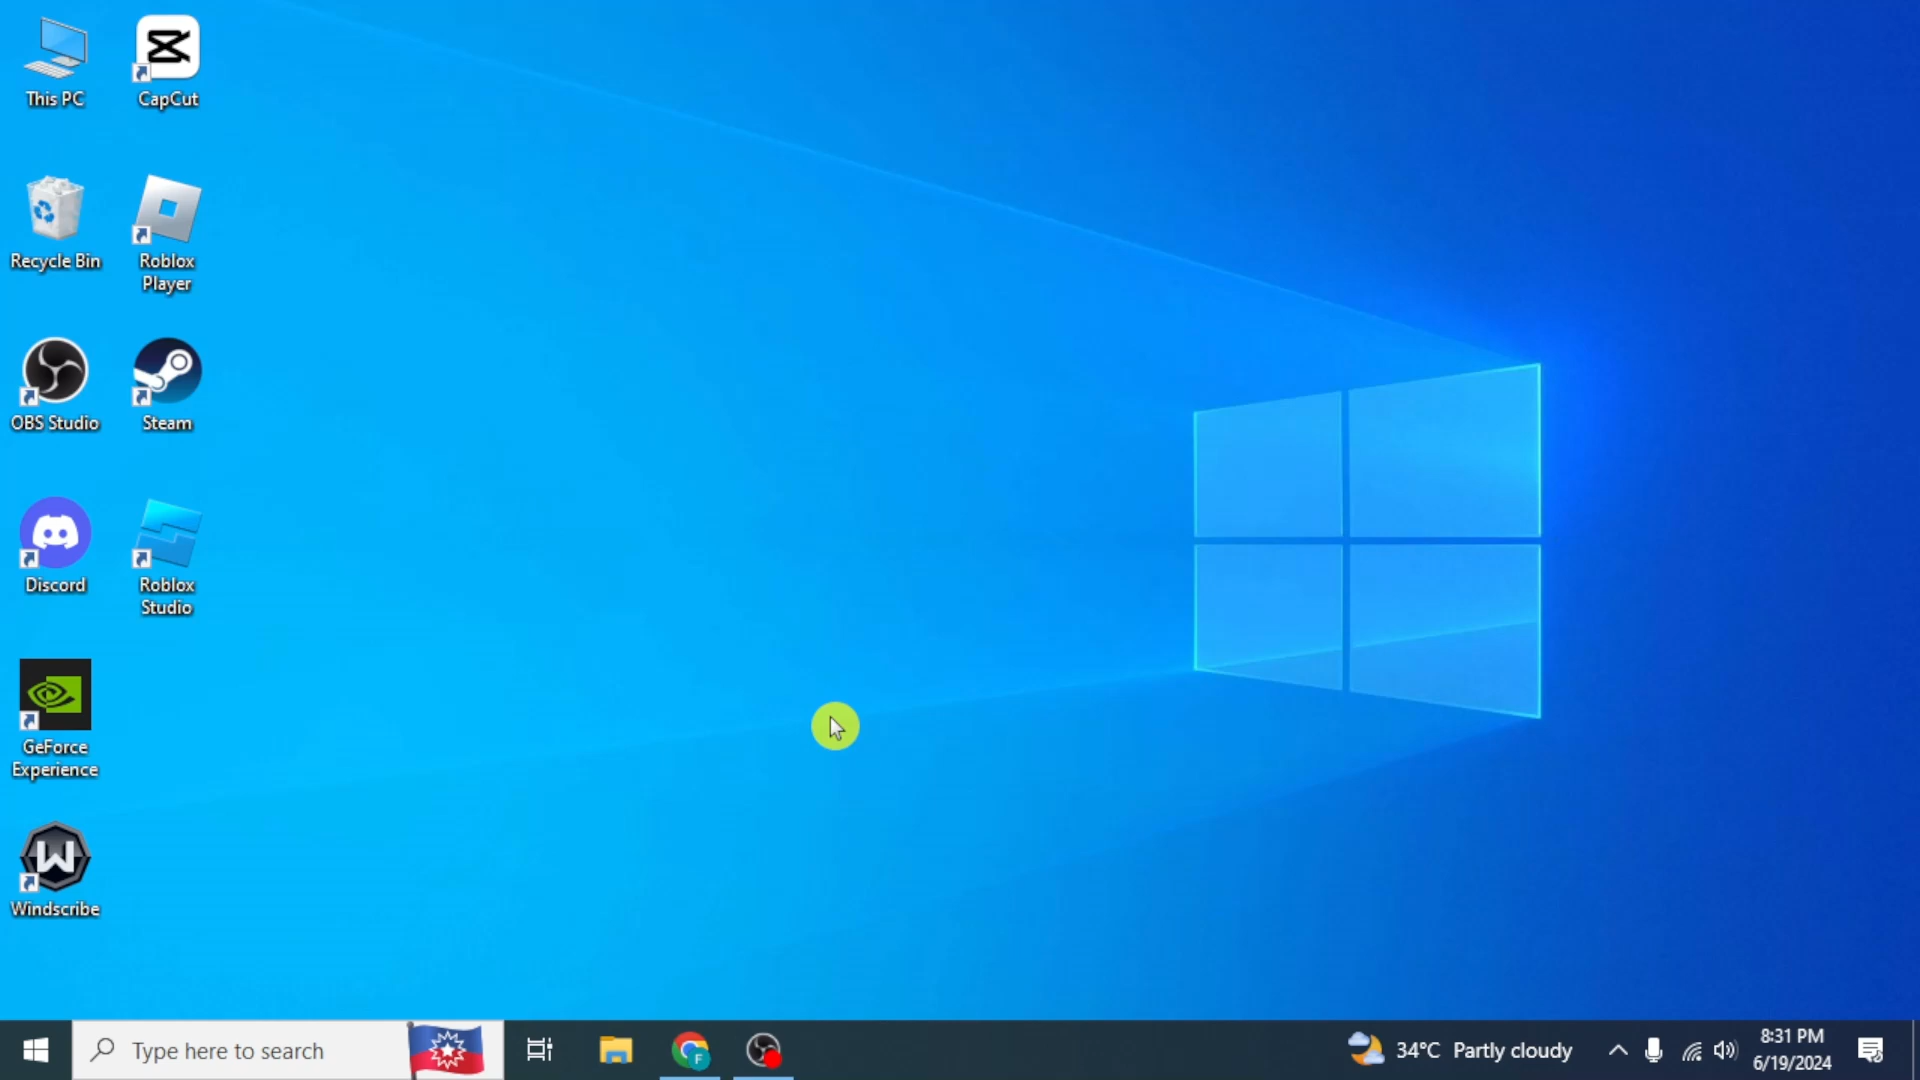 This PC
CapCut
Recycle Bin
Roblox
Player
OBS Studio
Steam
Discord
Roblox
Studio
GeForce
Experience
W
Windscribe
Type here to search
F
34°C Partly cloudy
8:31 PM
6/19/2024